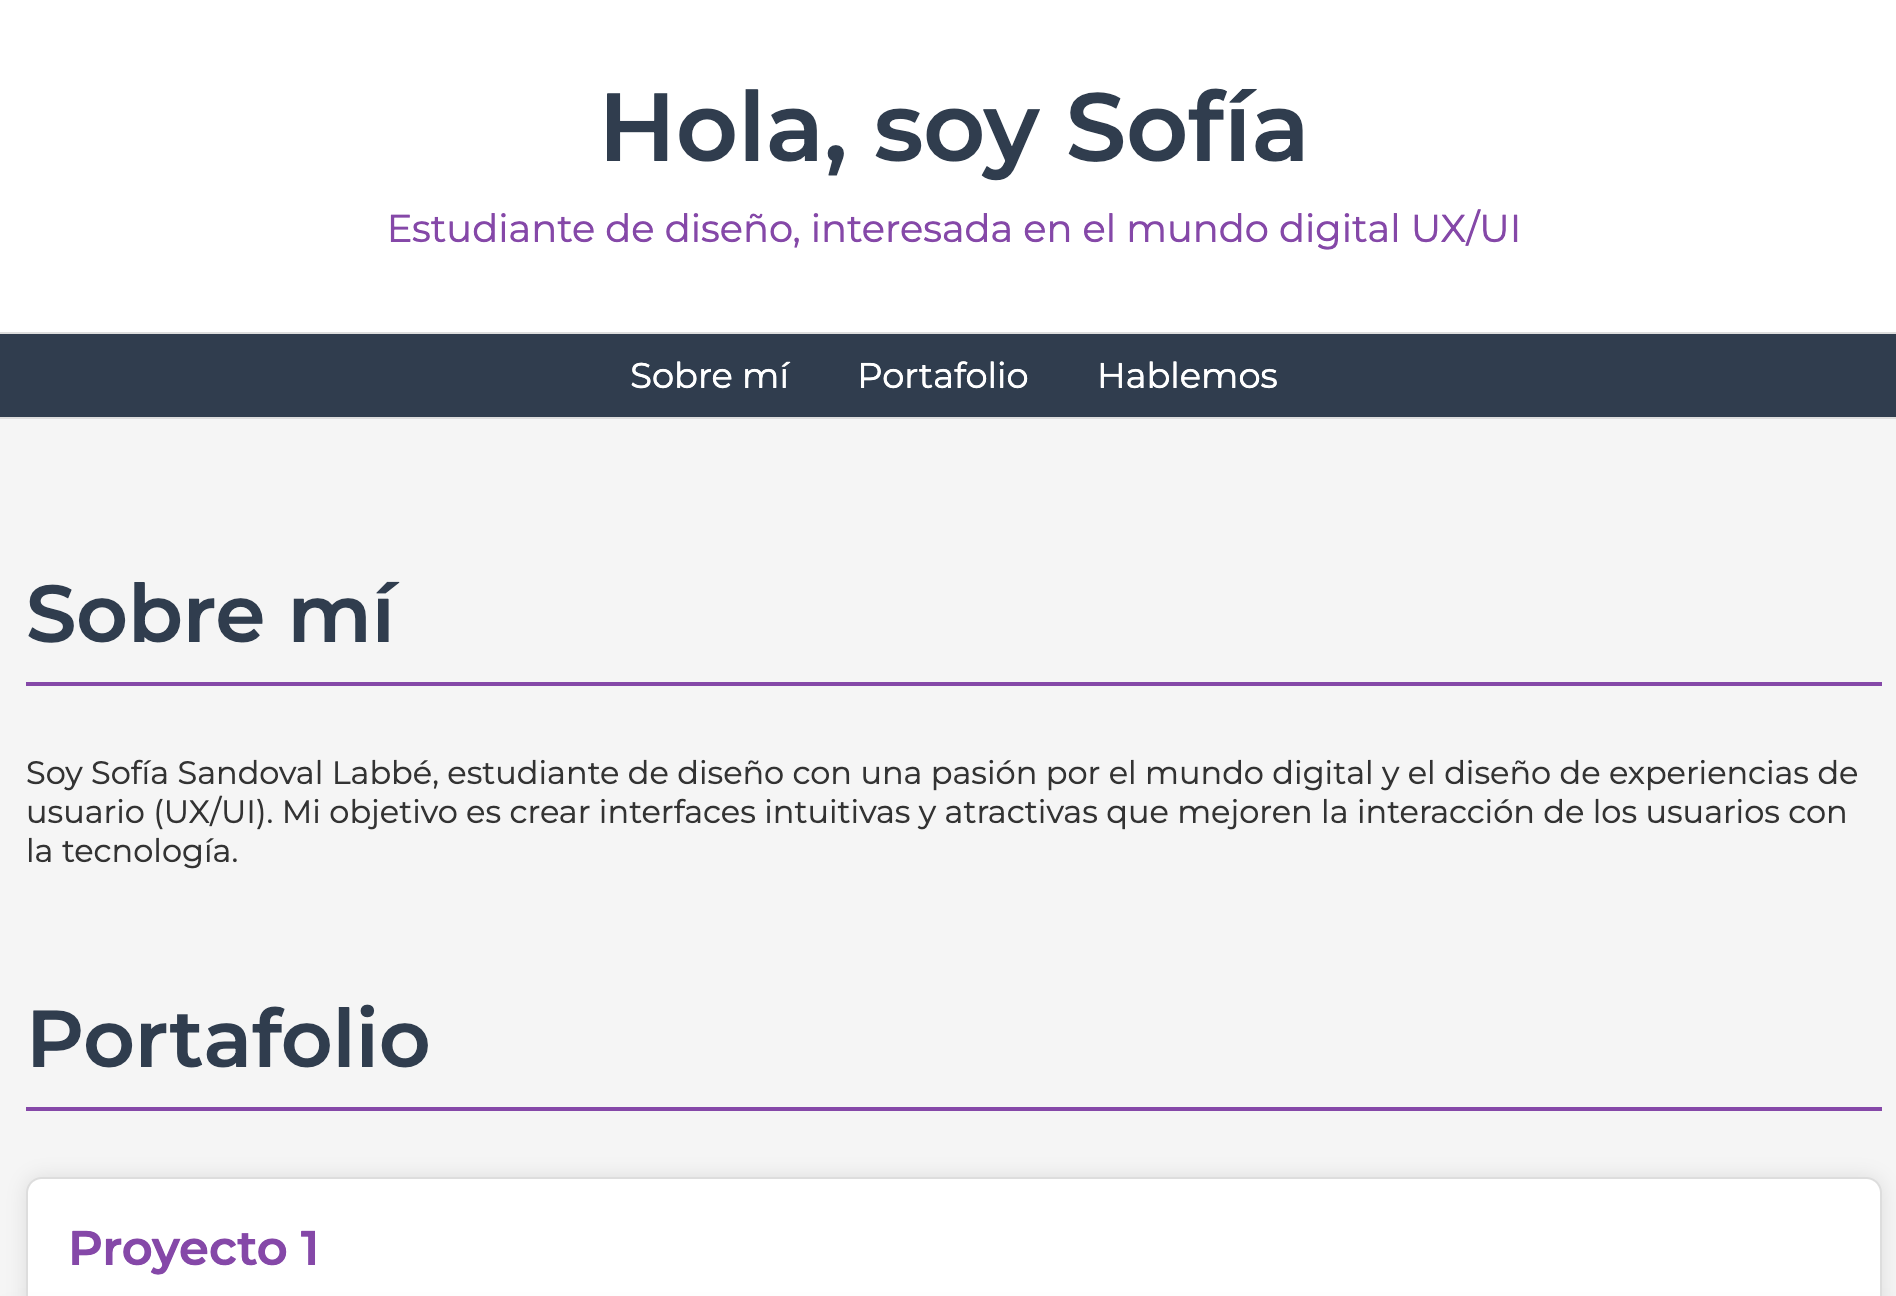 Hola, soy Sofía
Estudiante de diseño, interesada en el mundo digital UX/UI
Sobre mí Portafolio Hablemos
Sobre mí
Soy Sofía Sandoval Labbé, estudiante de diseño con una pasión por el mundo digital y el diseño de experiencias de
usuario (UX/UI). Mi objetivo es crear interfaces intuitivas y atractivas que mejoren la interacción de los usuarios con
la tecnología.
Portafolio
Proyecto 1